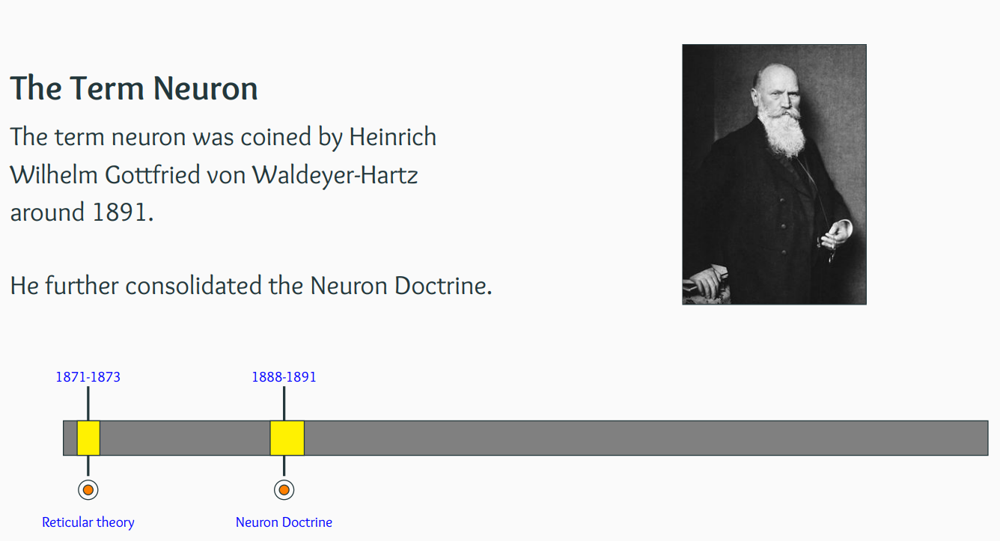 The Term Neuron
The term neuron was coined by Heinrich
Wilhelm Gottfried von Waldeyer-Hartz
around 1891.
He further consolidated the Neuron Doctrine.
1871-1873
1888-1891
Reticular theory
Neuron Doctrine